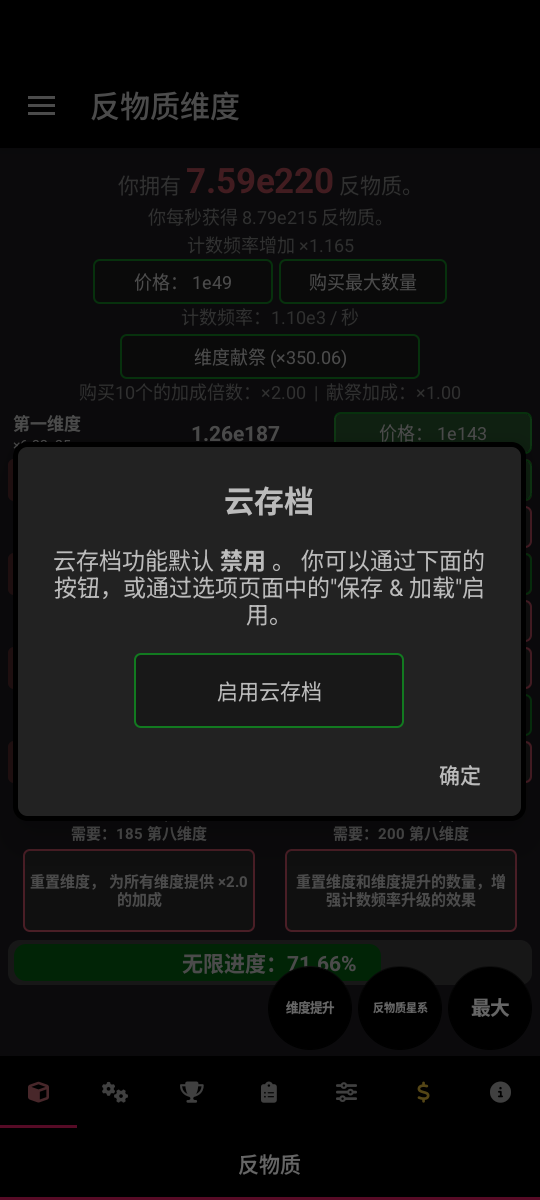 反物质维度
你拥有 7.59e220 反物质。
你每秒获得 8.79e215 反物质。
计数频率增加 ×1.165
价格： 1e49
购买最大数量
计数频率：1.10e3 / 秒
维度献祭 (×350.06)
购买10个的加成倍数：×2.00 | 献祭加成：×1.00
第一维度
1.26e187
价格： 1e143
云存档
云存档功能默认 禁用 。 你可以通过下面的
按钮，或通过选项页面中的"保存 & 加载"启
用。
启用云存档
确定
需要：185 第八维度
需要：200 第八维度
重置维度， 为所有维度提供 ×2.0
的加成
重置维度和维度提升的数量，增
强计数频率升级的效果
无限进度：71.66%
维度提升
反物质星系
最大
反物质